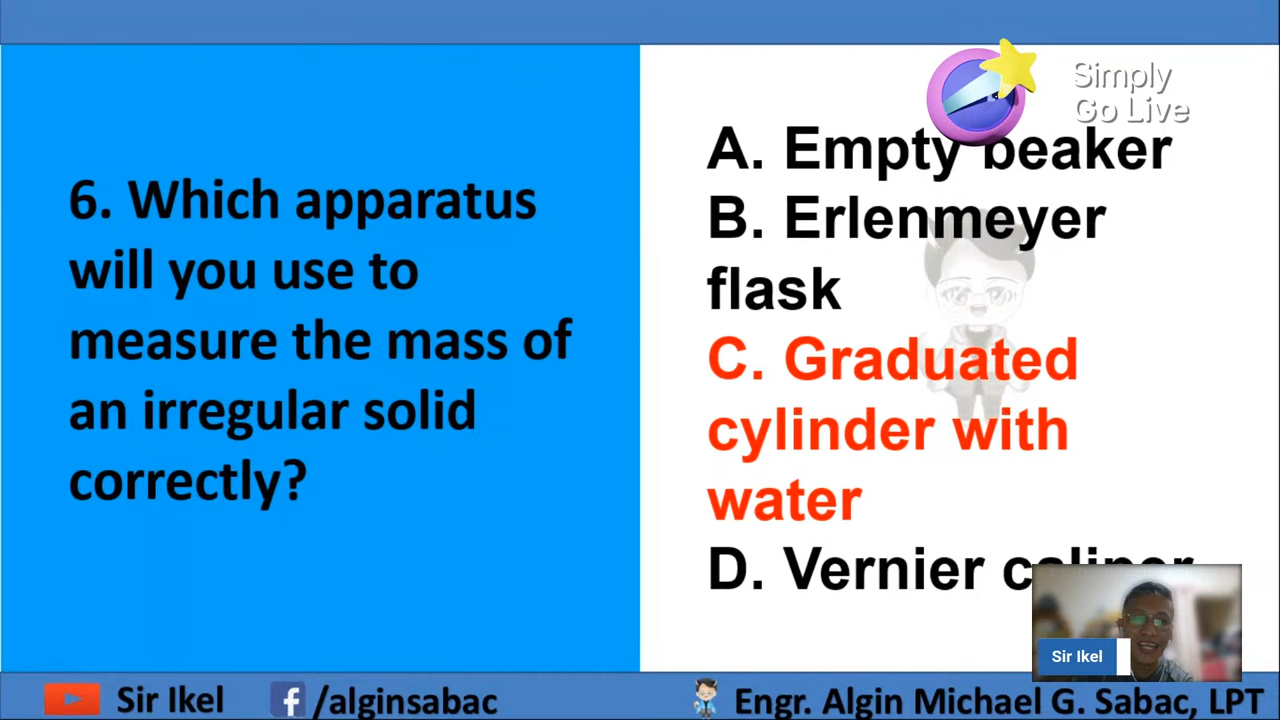 Simply
Go Live
6. Which apparatus
will you use to
measure the mass of
an irregular solid
correctly?
A. Empty beaker
B. Erlenmeyer
flask
C. Graduated
cylinder with
water
D. Vernier caliper
Sir Ikel
Sir Ikel
/alginsabac
Engr. Algin Michael G. Sabac, LPT